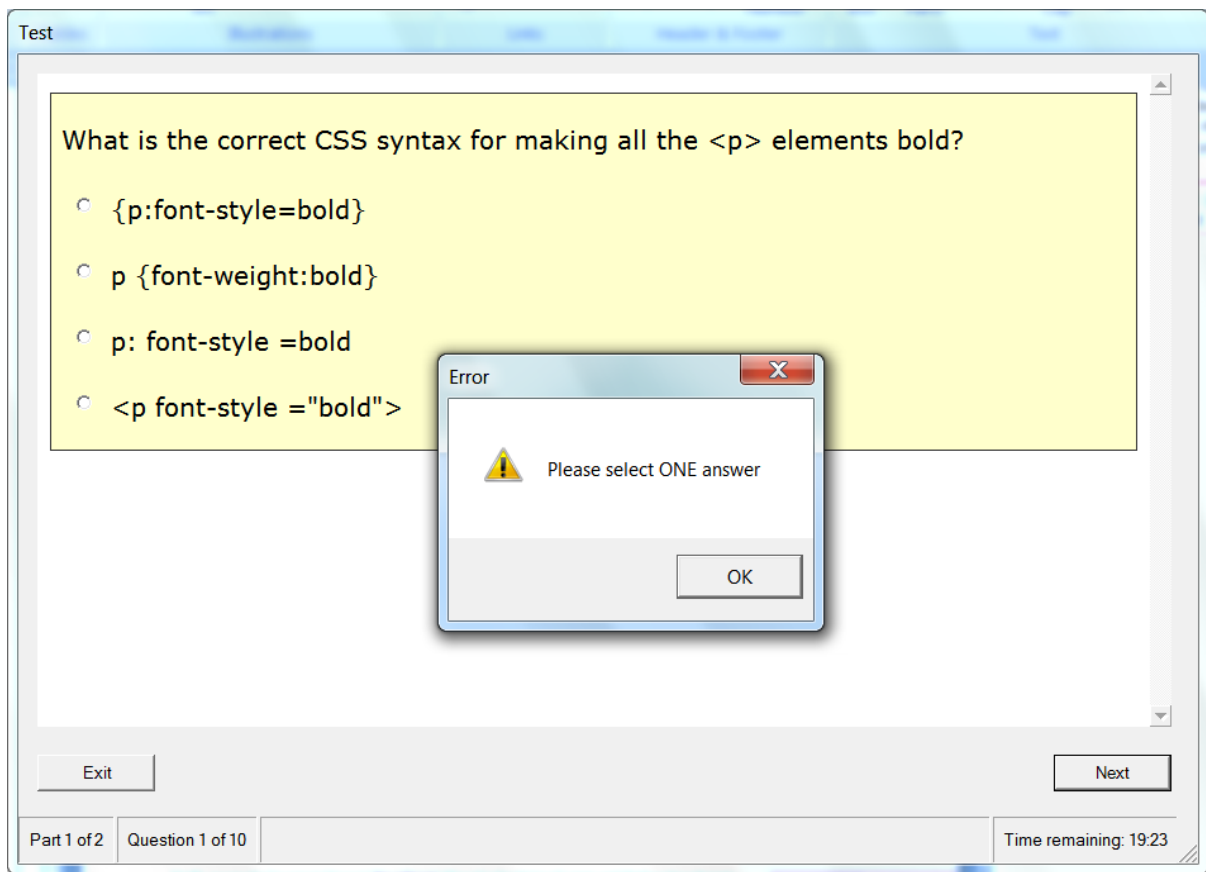 Test
What is the correct CSS syntax for making all the <p> elements bold?
{p:font-style=bold}
p {font-weight:bold}
p: font-style =bold
<p font-style ="bold">
Error
Please select ONE answer
OK
Exit
Next
Part 1 of 2
Question 1 of 10
Time remaining: 19:23